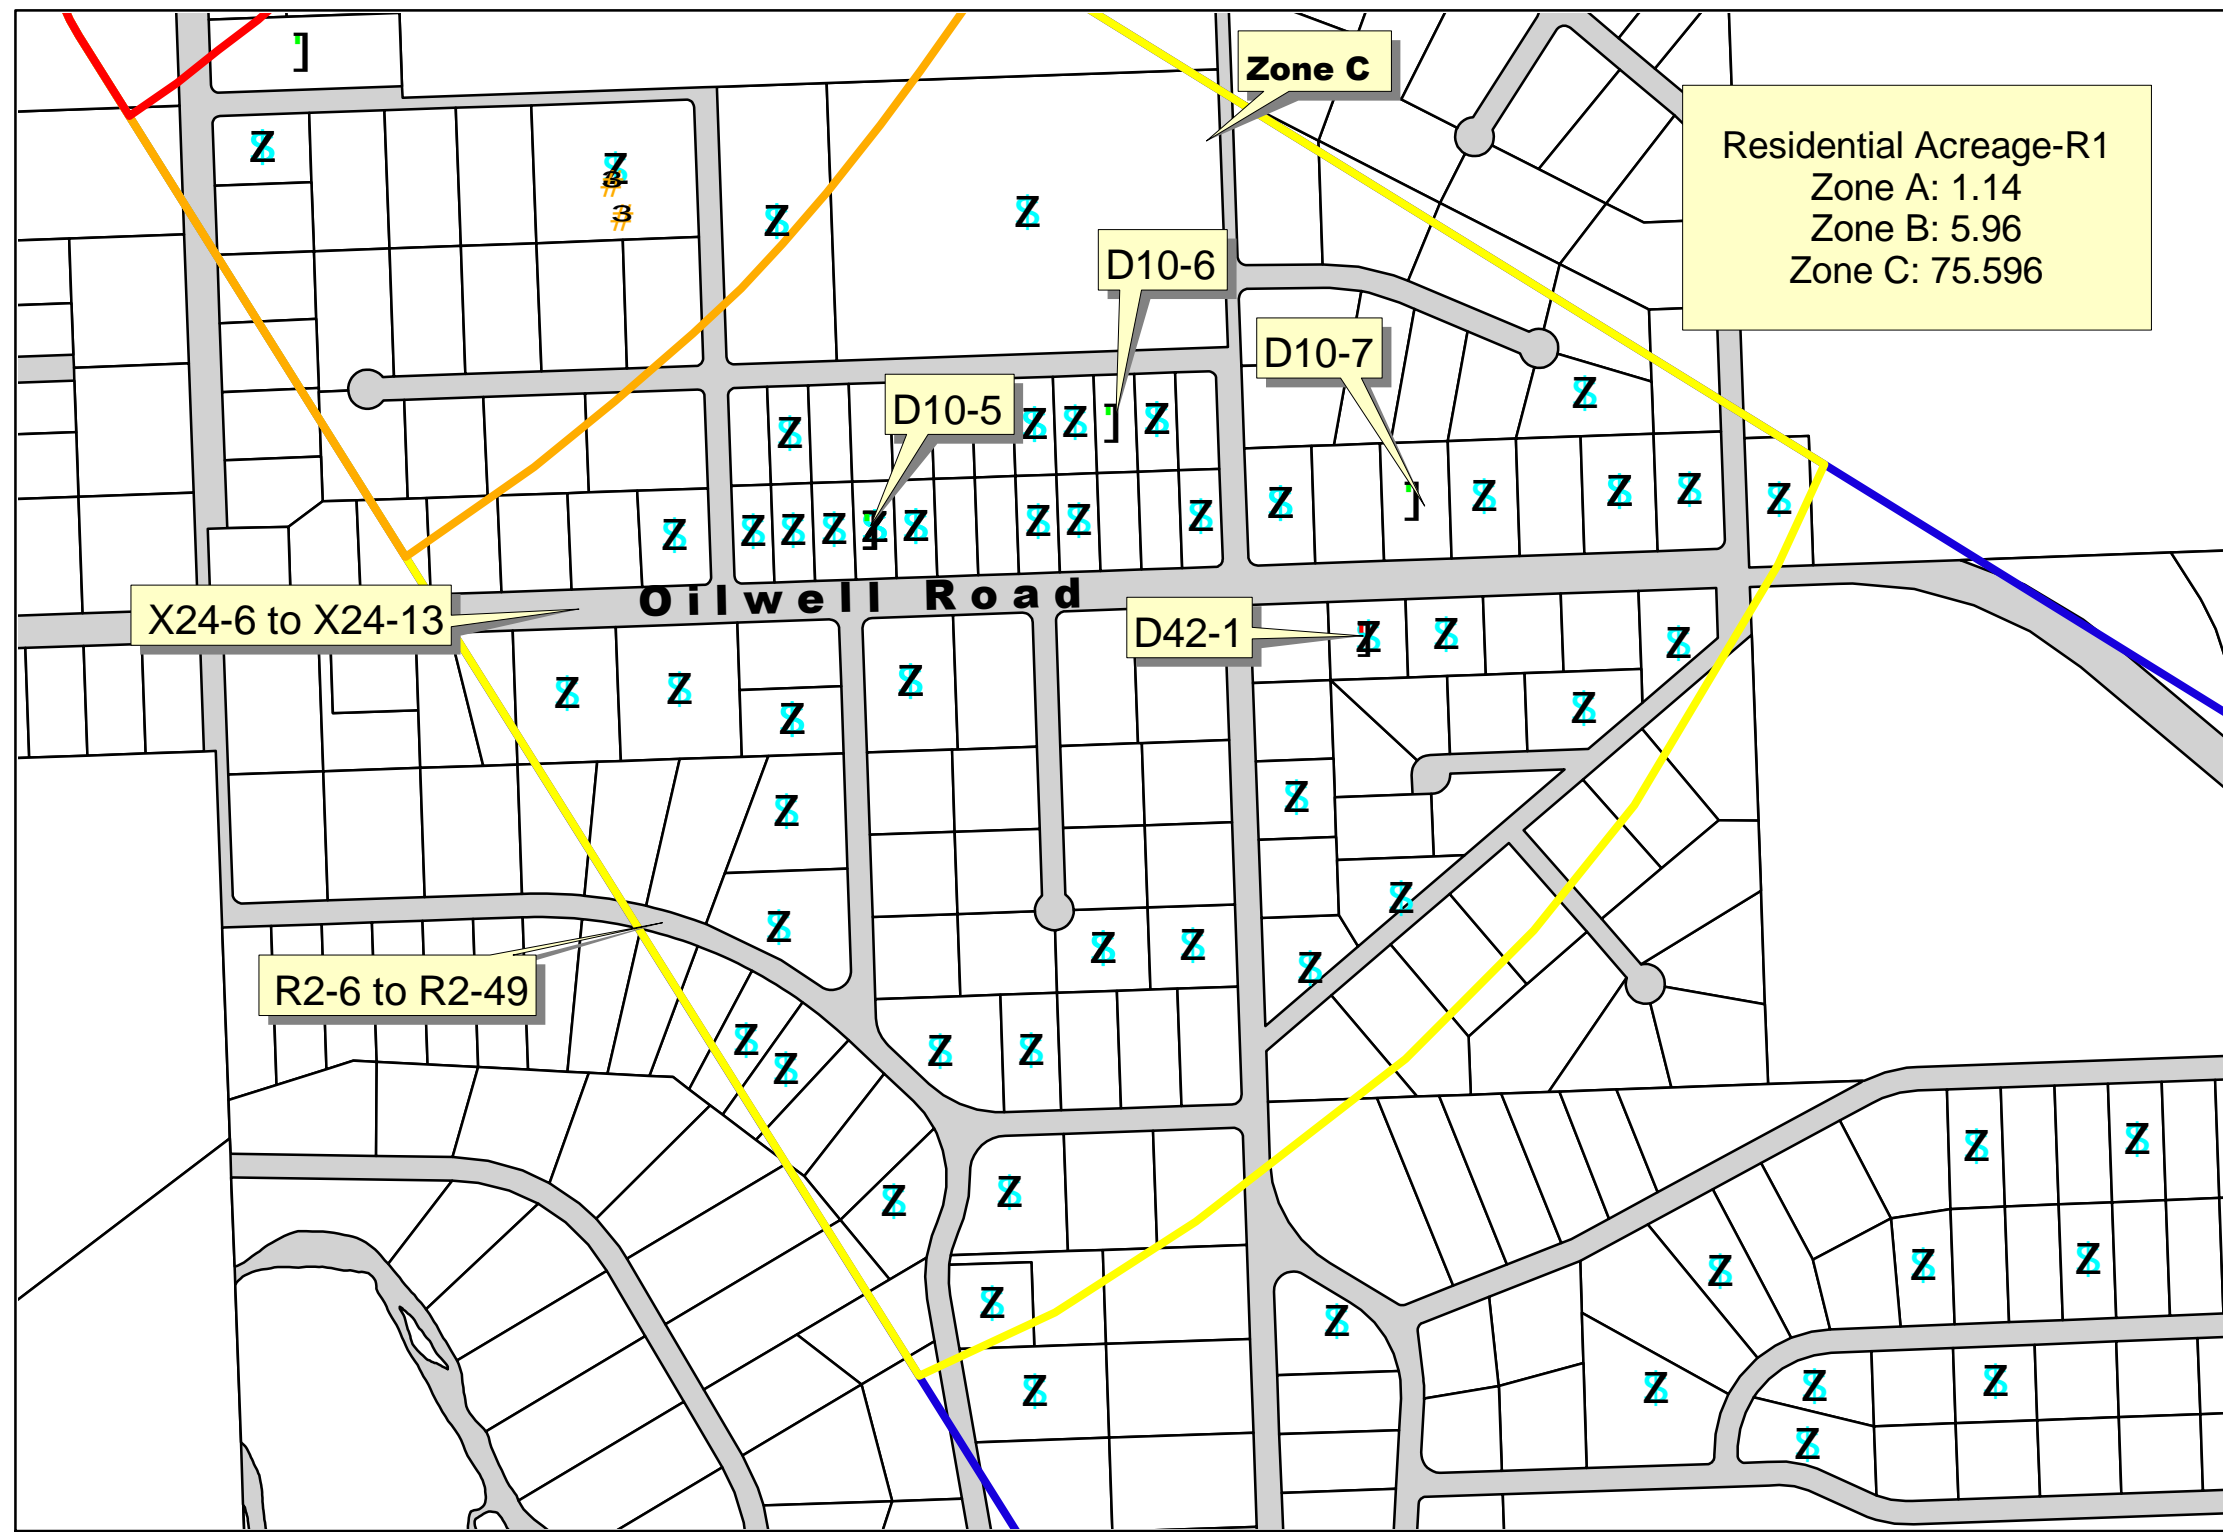 Zone C
Residential Acreage-R1
Zone A: 1.14
Zone B: 5.96
Zone C: 75.596
D10-6
D10-7
D10-5
Oilwell Road
X24-6 to X24-13
D42-1
R2-6 to R2-49